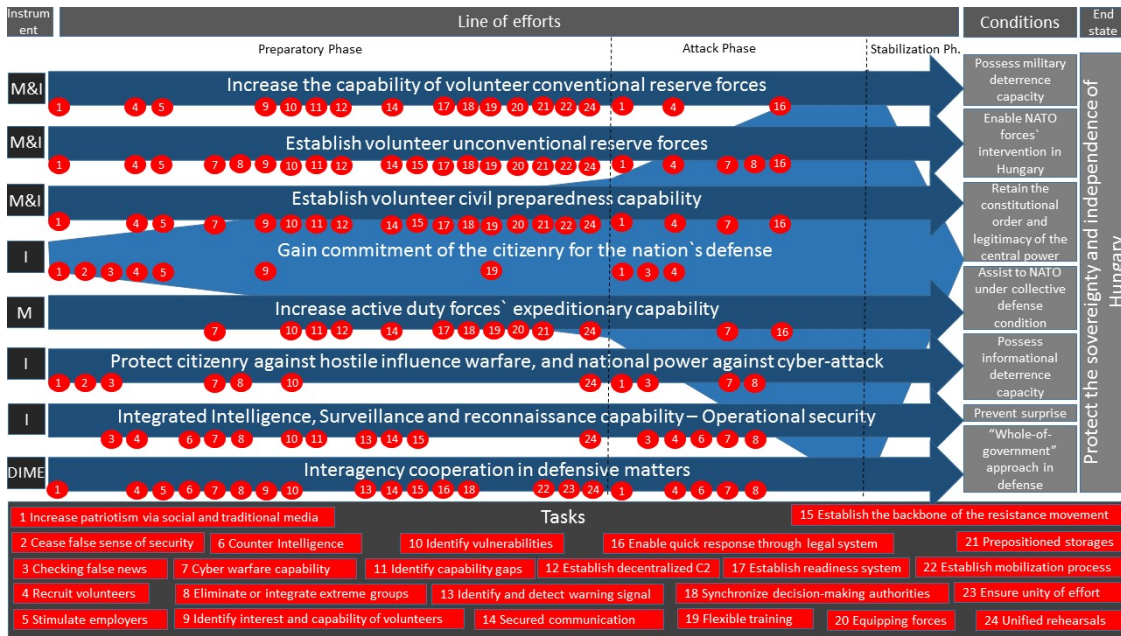 Instrum
ent
Line of efforts
Conditions
End
state
Preparatory Phase
Attack Phase
Stabilization Ph.
M&I
Increase the capability of volunteer conventional reserve forces
1 4 5 9 10 11 12 14 17 18 19 20 21 22 24 1 4 16
Possess military
deterrence
capacity
M&I
Establish volunteer unconventional reserve forces
1 4 5 7 8 9 10 11 12 14 15 17 18 19 20 21 22 24 1 4 7 8 16
Enable NATO
forces`
intervention in
Hungary
M&I
Establish volunteer civil preparedness capability
1 4 5 7 9 10 11 12 14 15 17 18 19 20 21 22 24 1 4 7 16
Retain the
constitutional
order and
legitimacy of the
central power
I
Gain commitment of the citizenry for the nation`s defense
1 2 3 4 5 9 19 1 3 4
M
Increase active duty forces` expeditionary capability
7 10 11 12 14 17 18 19 20 21 24 7 16
Assist to NATO
under collective
defense
condition
I
Protect citizenry against hostile influence warfare, and national power against cyber-attack
1 2 3 7 8 10 24 1 3 7 8
Possess
informational
deterrence
capacity
I
Integrated Intelligence, Surveillance and reconnaissance capability – Operational security
3 4 6 7 8 10 11 13 14 15 24 3 4 6 7 8
Prevent surprise
DIME
Interagency cooperation in defensive matters
1 4 5 6 7 8 9 10 13 14 15 16 18 22 23 24 1 4 6 7 8
“Whole-of-
government”
approach in
defense
Protect the sovereignty and independence of
Hungary
Tasks
1 Increase patriotism via social and traditional media
15 Establish the backbone of the resistance movement
2 Cease false sense of security
6 Counter Intelligence
10 Identify vulnerabilities
16 Enable quick response through legal system
21 Prepositioned storages
3 Checking false news
7 Cyber warfare capability
11 Identify capability gaps
12 Establish decentralized C2
17 Establish readiness system
22 Establish mobilization process
4 Recruit volunteers
8 Eliminate or integrate extreme groups
13 Identify and detect warning signal
18 Synchronize decision-making authorities
23 Ensure unity of effort
5 Stimulate employers
9 Identify interest and capability of volunteers
14 Secured communication
19 Flexible training
20 Equipping forces
24 Unified rehearsals